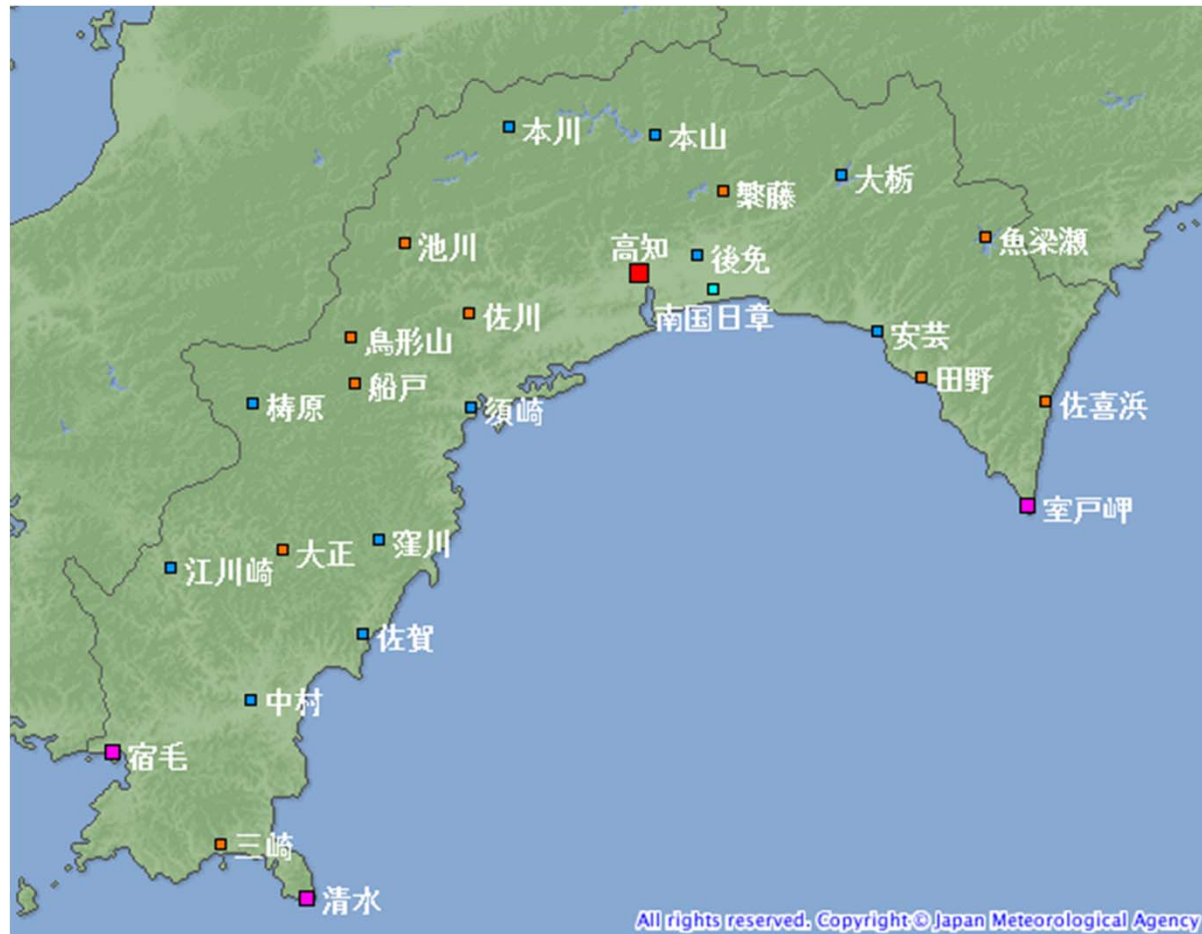 本川
本山
大栃
繁藤
魚梁瀬
池川
高知
後免
佐川
南国日章
鳥形山
安芸
船戸
田野
梼原
須崎
佐喜浜
室戸岬
窪川
大正
江川崎
佐賀
中村
宿毛
三崎
清水
All rights reserved. Copyright © Japan Meteorological Agency